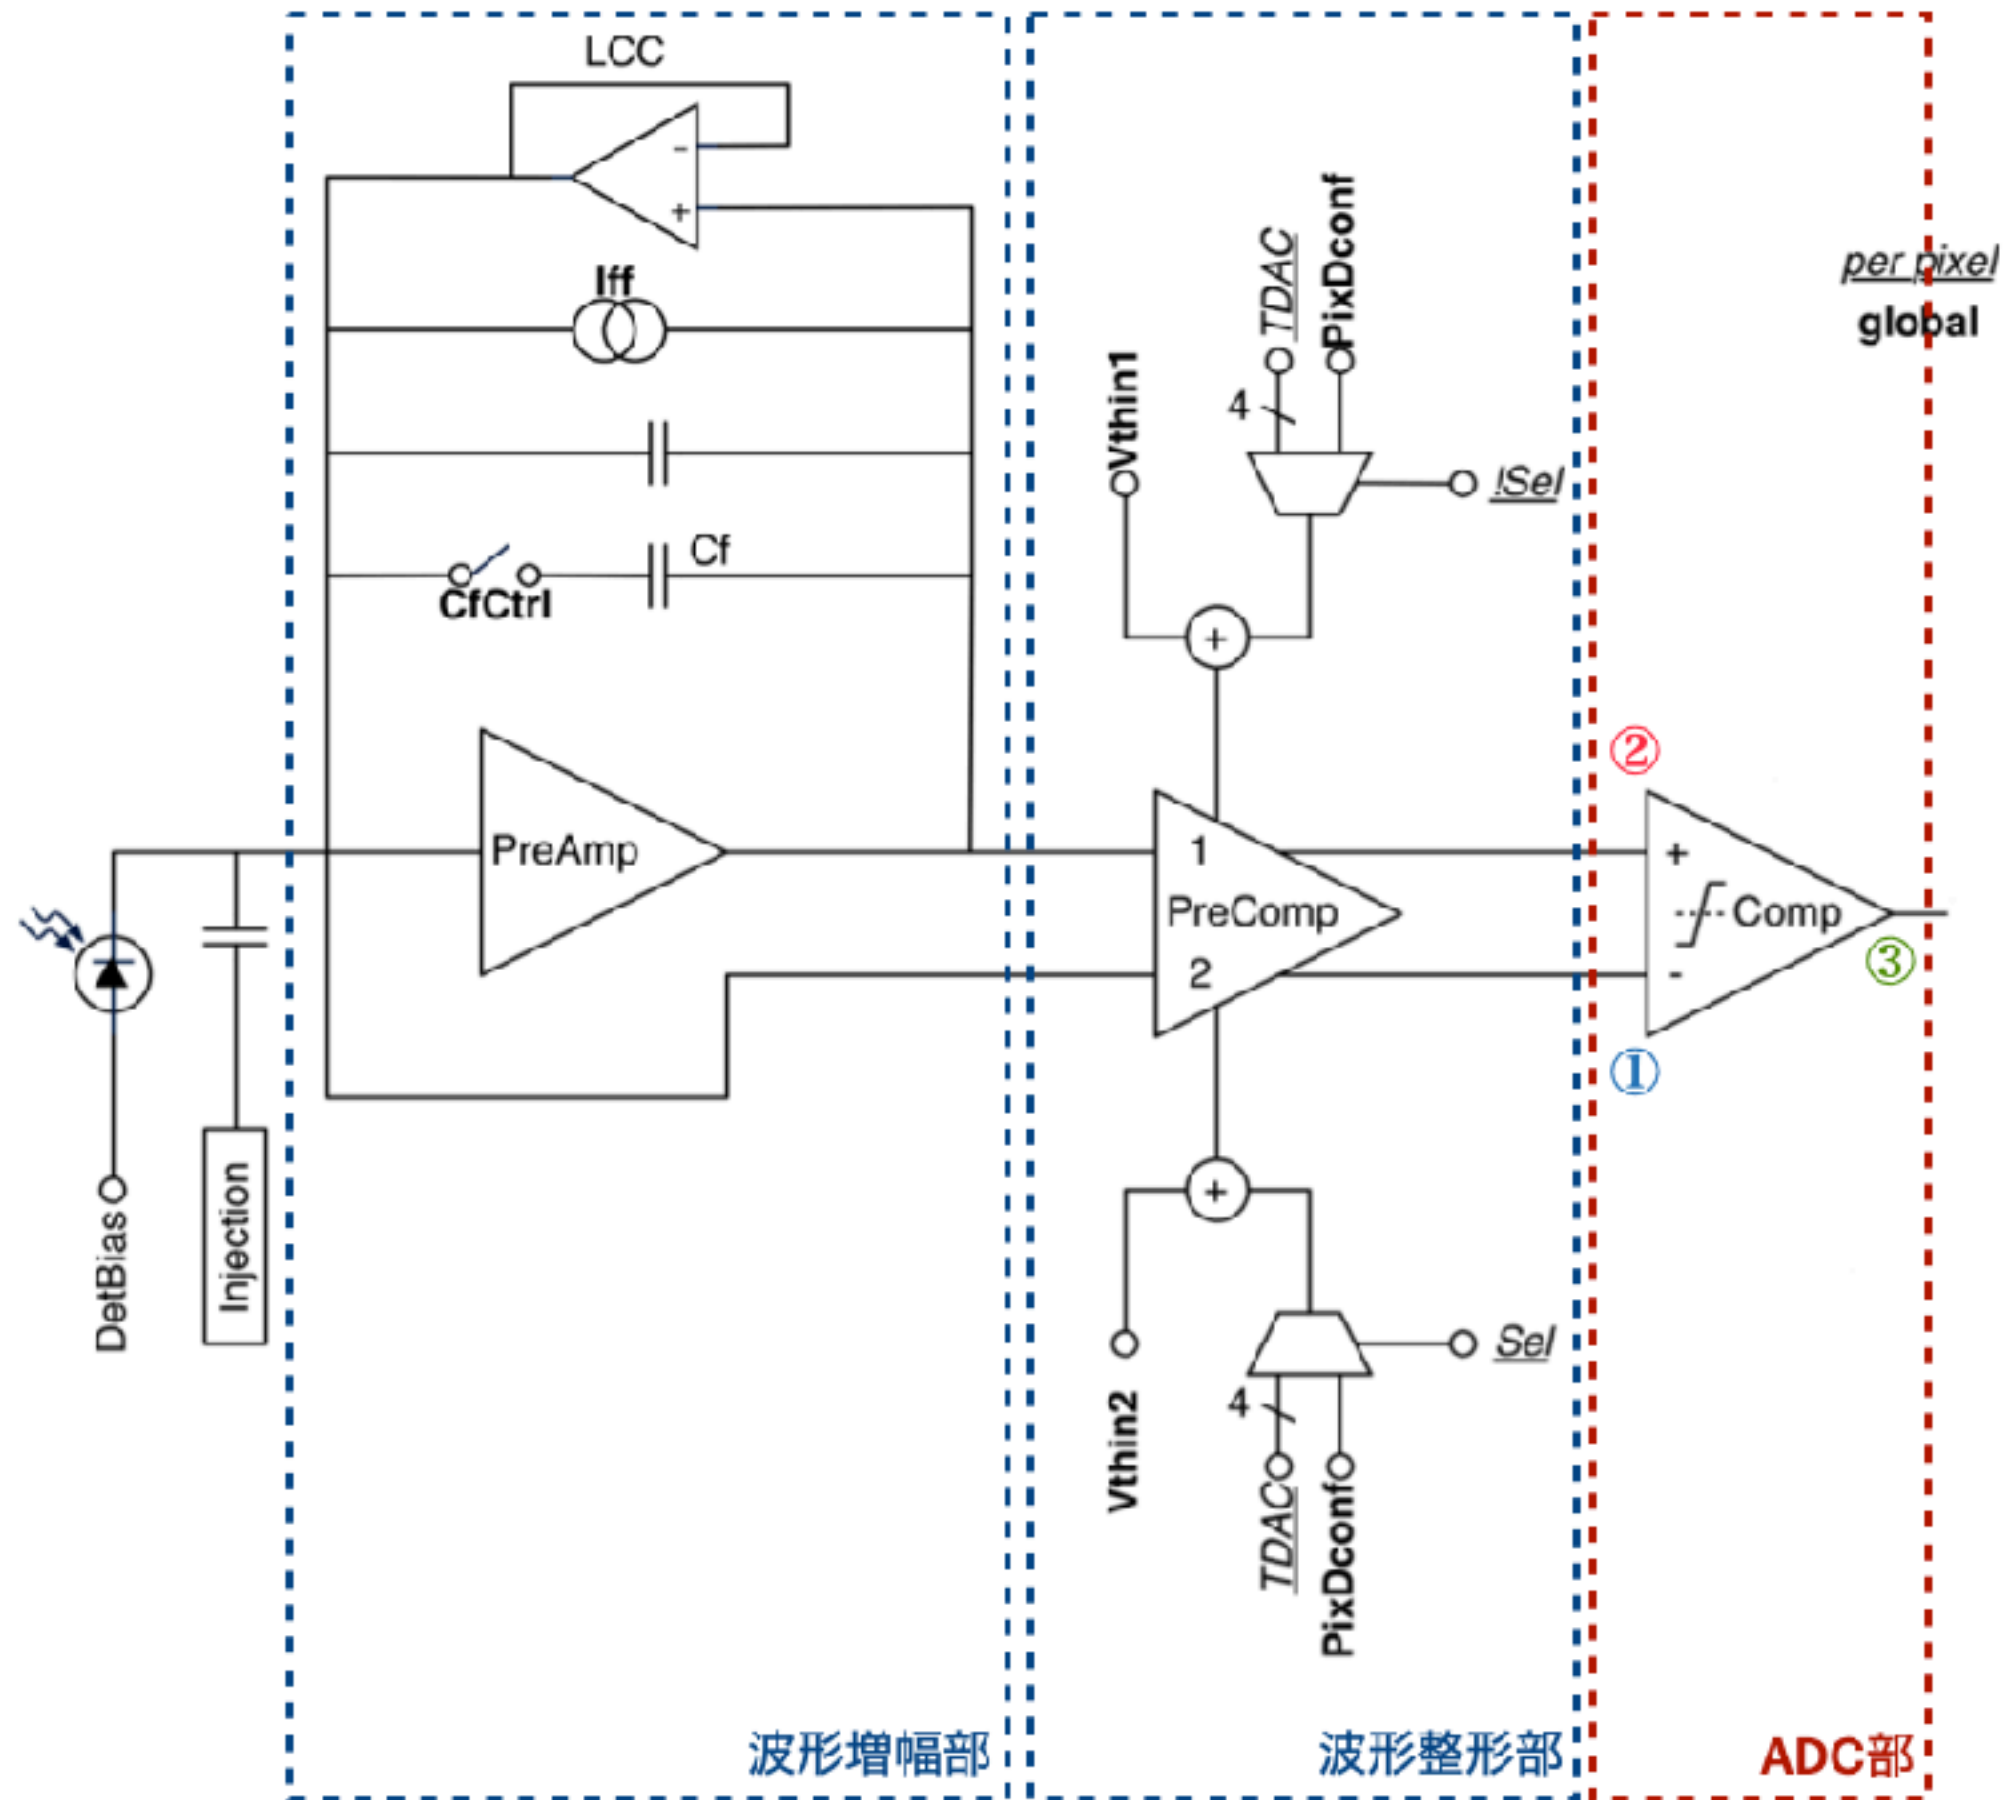 LCC
-
+
Iff
Cf
CfCtrl
PreAmp
DetBias
Injection
波形増幅部
Vthin1
TDAC
PixDconf
4
!Sel
+
1
PreComp
2
+
Sel
4
Vthin2
TDAC
PixDconf
波形整形部
per pixel
global
②
+
Comp
-
③
①
ADC部